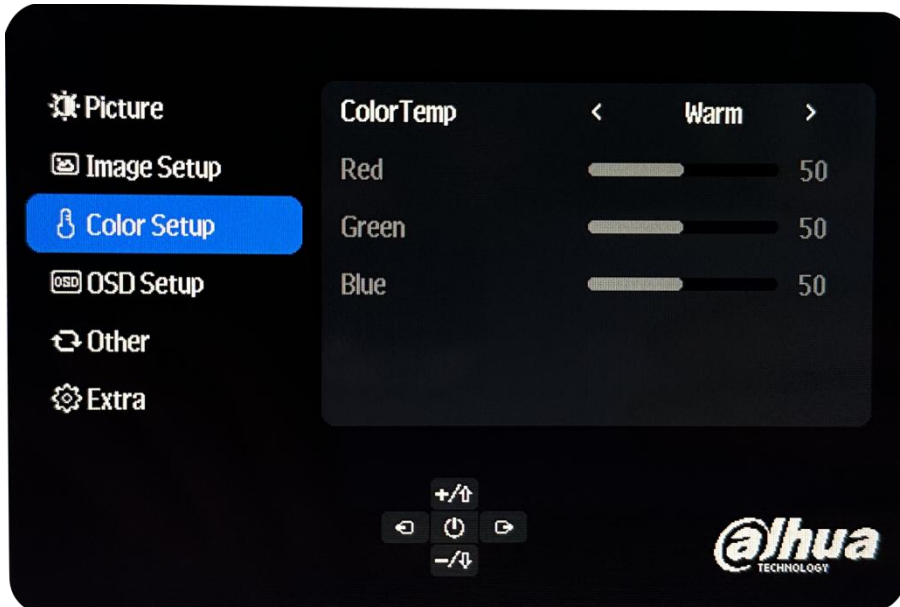 Picture
Image Setup
Color Setup
OSD OSD Setup
Other
Extra
ColorTemp < Warm >
Red 50
Green 50
Blue 50
+/⇧
−/⇩
alhua
TECHNOLOGY